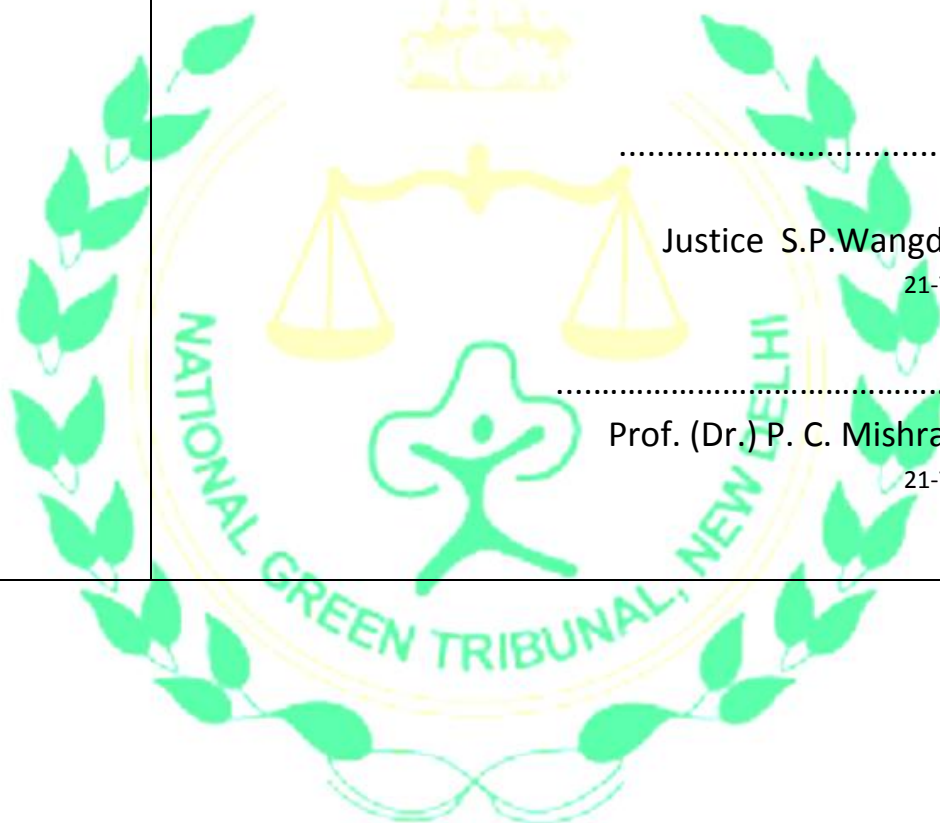 ....................................
Justice S.P.Wangd
21-
....................................
Prof. (Dr.) P. C. Mishra
21-
NATIONAL GREEN TRIBUNAL, NEW DELHI